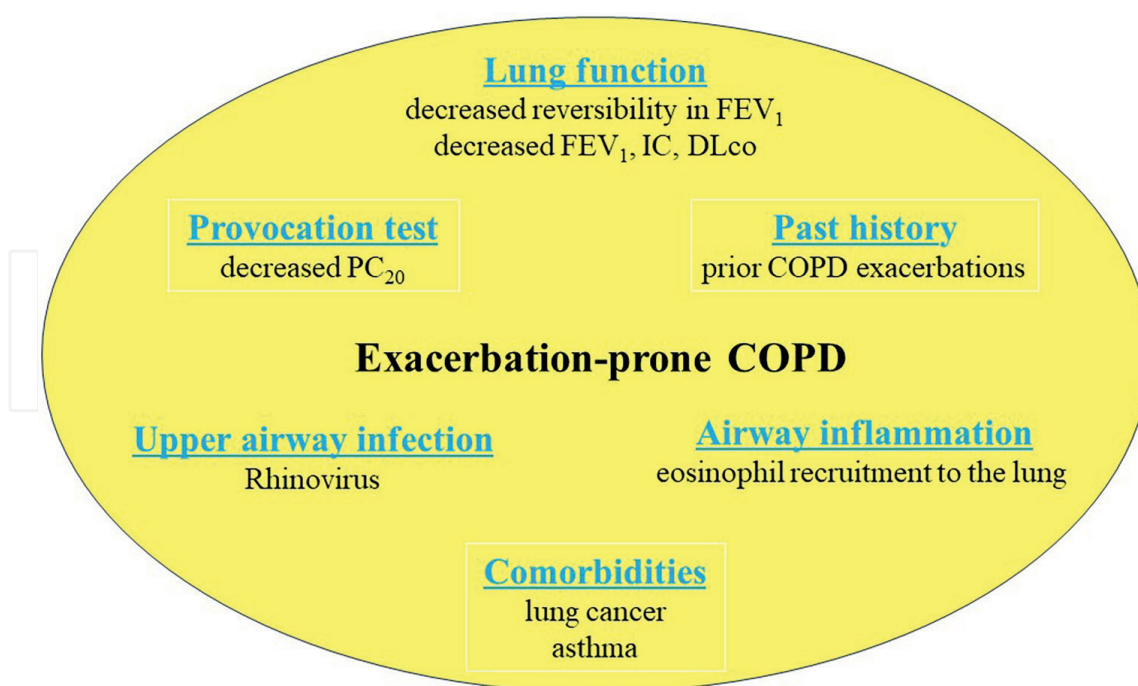 Lung function
decreased reversibility in FEV₁
decreased FEV₁, IC, DLco
Provocation test
decreased PC₂₀
Past history
prior COPD exacerbations
Exacerbation-prone COPD
Upper airway infection
Rhinovirus
Airway inflammation
eosinophil recruitment to the lung
Comorbidities
lung cancer
asthma